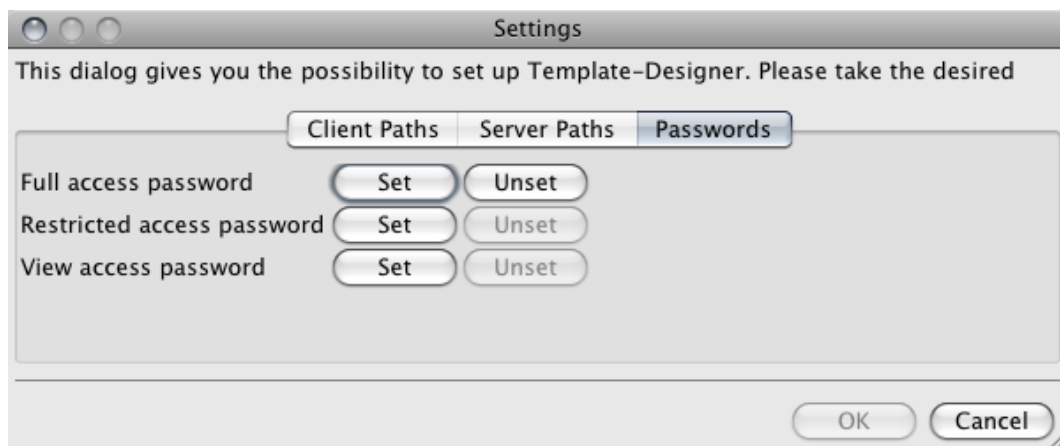 Settings
This dialog gives you the possibility to set up Template-Designer. Please take the desired
Client Paths Server Paths Passwords
Full access password Set Unset
Restricted access password Set Unset
View access password Set Unset
OK Cancel